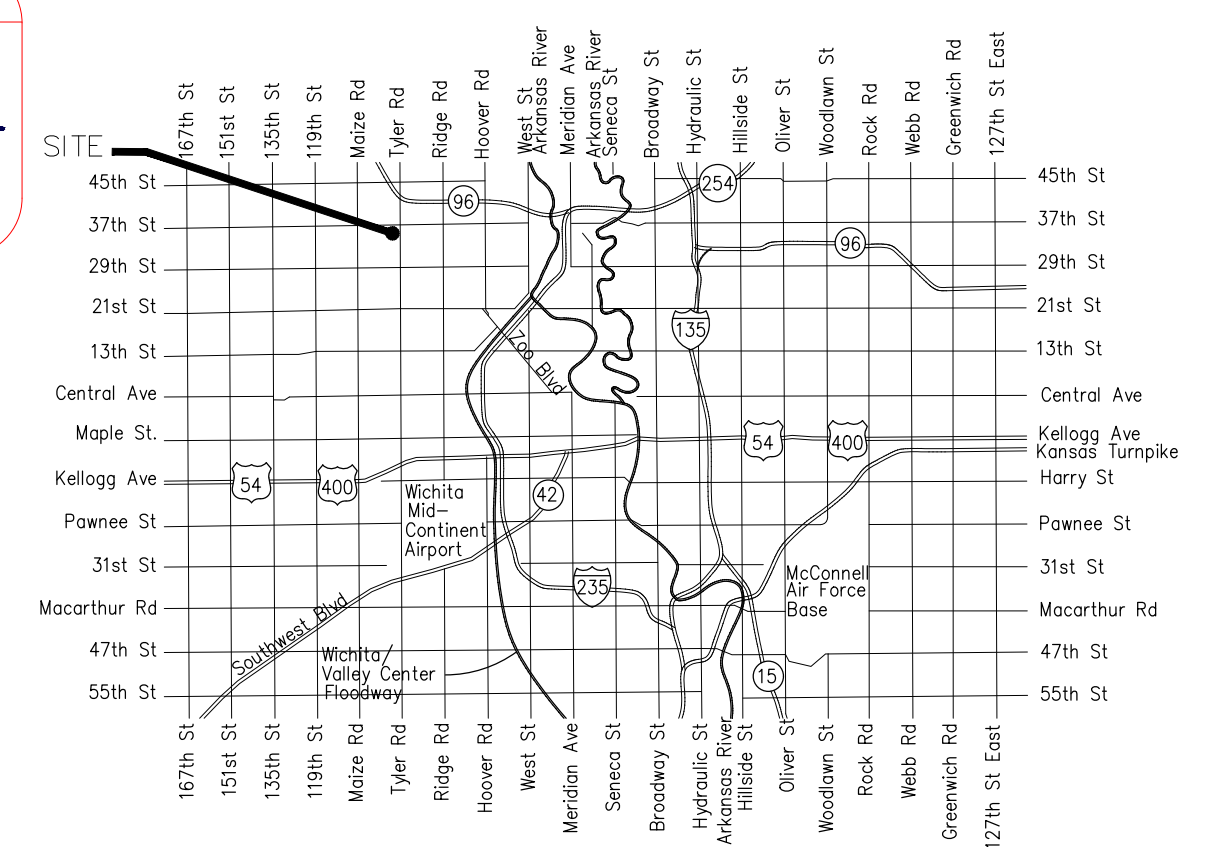 167th St
151st St
135th St
119th St
Maize Rd
Tyler Rd
Ridge Rd
Hoover Rd
West St
Arkansas River
Meridian Ave
Arkansas River
Seneca St
Broadway St
Hydraulic St
Hillside St
Oliver St
Woodlawn St
Rock Rd
Webb Rd
Greenwich Rd
127th St East
SITE
45th St
37th St
29th St
21st St
13th St
Central Ave
Maple St.
Kellogg Ave
Pawnee St
31st St
Macarthur Rd
47th St
55th St
96
254
96
135
Zoo Blvd
54
400
54
400
42
Wichita
Mid-
Continent
Airport
235
McConnell
Air Force
Base
Southwest Blvd
Wichita/
Valley Center
Floodway
15
45th St
37th St
29th St
21st St
13th St
Central Ave
Kellogg Ave
Kansas Turnpike
Harry St
Pawnee St
31st St
Macarthur Rd
47th St
55th St
167th St
151st St
135th St
119th St
Maize Rd
Tyler Rd
Ridge Rd
Hoover Rd
West St
Meridian Ave
Seneca St
Broadway St
Hydraulic St
Arkansas River
Hillside St
Oliver St
Woodlawn St
Rock Rd
Webb Rd
Greenwich Rd
127th St East